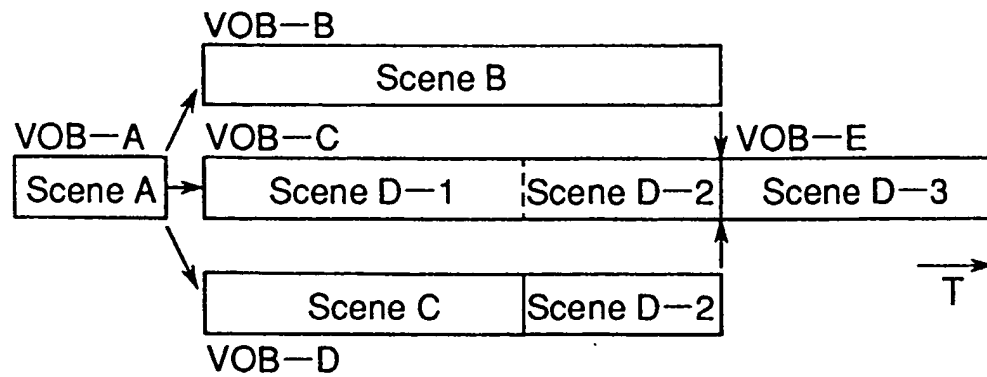 VOB—B
Scene B
VOB—A
VOB—C
VOB—E
Scene A
Scene D—1
Scene D—2
Scene D—3
T
Scene C
Scene D—2
VOB—D